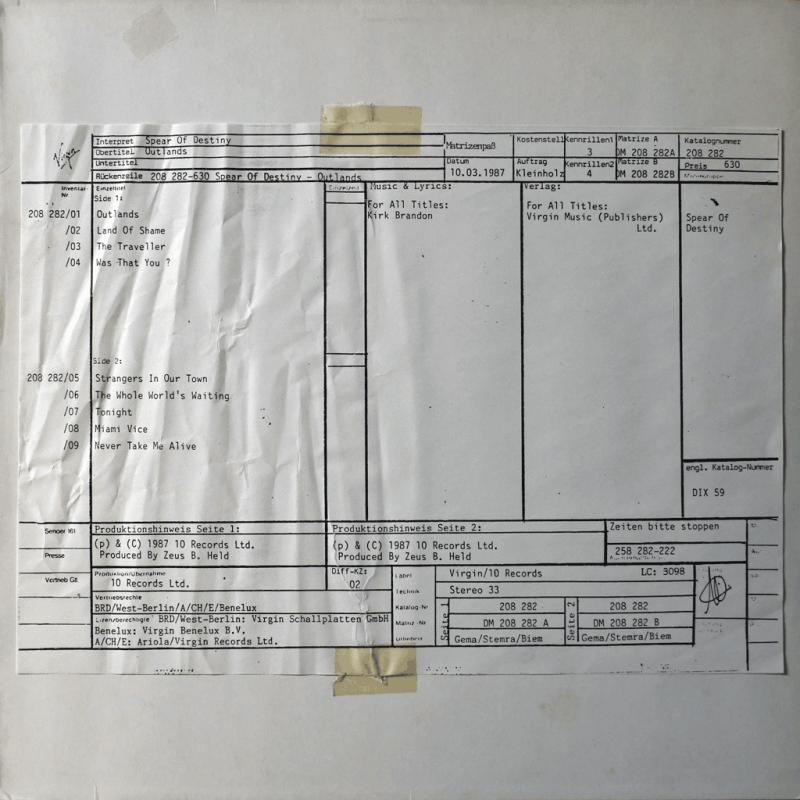 Virgin
Interpret Spear Of Destiny
Obertitel Outlands
Untertitel
Rückenzeile 208 282-630 Spear Of Destiny - Outlands
Matrizenpaß
Datum
10.03.1987
Kostenstell
Kennrillen1
3
Matrize A
DM 208 282A
Katalognummer
208 282
Auftrag
Kleinholz
Kennrillen2
4
Matrize B
DM 208 282B
Preis 630
Inventar-Nr.
Einzeltitel
Side 1:
208 282/01 Outlands
/02 Land Of Shame
/03 The Traveller
/04 Was That You ?
Side 2:
208 282/05 Strangers In Our Town
/06 The Whole World's Waiting
/07 Tonight
/08 Miami Vice
/09 Never Take Me Alive
Einzelzeit
Music & Lyrics:
For All Titles:
Kirk Brandon
Verlag:
For All Titles:
Virgin Music (Publishers)
Ltd.
Spear Of
Destiny
engl. Katalog-Nummer
DIX 59
Produktionshinweis Seite 1:
(p) & (C) 1987 10 Records Ltd.
Produced By Zeus B. Held
Produktionshinweis Seite 2:
(p) & (C) 1987 10 Records Ltd.
Produced By Zeus B. Held
Zeiten bitte stoppen
258 282-222
Sender 161
Presse
Vertrieb Gü.
Produktion/Übernahme
10 Records Ltd.
Diff-KZ:
02
Vertriebsrechte
BRD/West-Berlin/A/CH/E/Benelux
Lizenzberechtigte BRD/West-Berlin: Virgin Schallplatten GmbH
Benelux: Virgin Benelux B.V.
A/CH/E: Ariola/Virgin Records Ltd.
Label Virgin/10 Records LC: 3098
Technik Stereo 33
Katalog-Nr
Matriz-Nr
Urheberr.
Seite 1
208 282
DM 208 282 A
Gema/Stemra/Biem
Seite 2
208 282
DM 208 282 B
Gema/Stemra/Biem